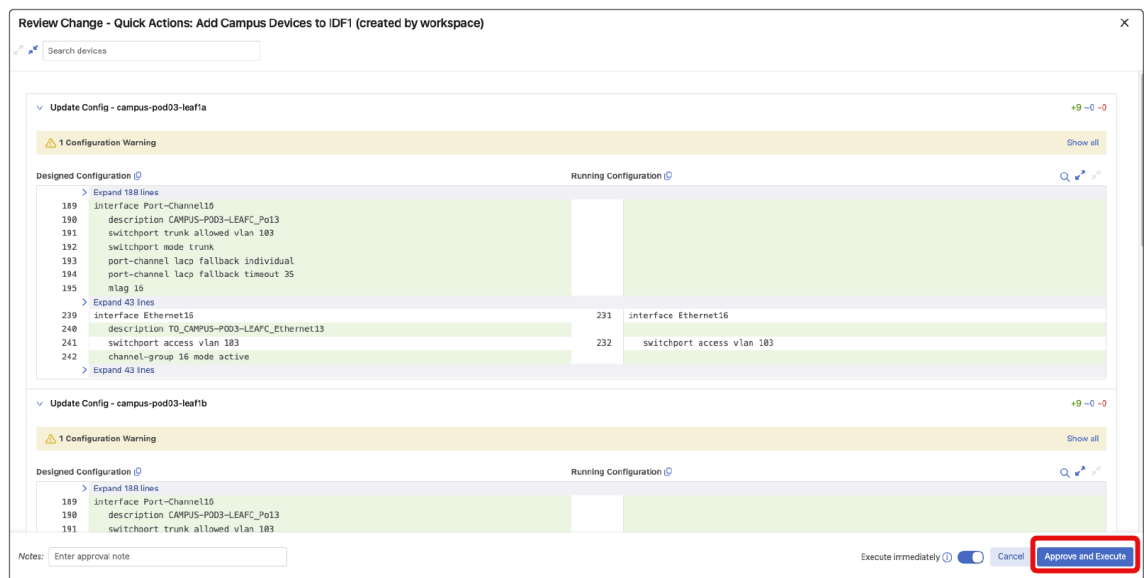 Review Change - Quick Actions: Add Campus Devices to IDF1 (created by workspace)
Search devices
Update Config - campus-pod03-leaf1a +9 ~0 -0
1 Configuration Warning Show all
Designed Configuration Running Configuration
Expand 188 lines
189 interface Port-Channel16
190 description CAMPUS-POD3-LEAFC_Po13
191 switchport trunk allowed vlan 103
192 switchport mode trunk
193 port-channel lacp fallback individual
194 port-channel lacp fallback timeout 35
195 mlag 16
Expand 43 lines
239 interface Ethernet16 231 interface Ethernet16
240 description TO_CAMPUS-POD3-LEAFC_Ethernet13
241 switchport access vlan 103 232 switchport access vlan 103
242 channel-group 16 mode active
Expand 43 lines
Update Config - campus-pod03-leaf1b +9 ~0 -0
1 Configuration Warning Show all
Designed Configuration Running Configuration
Expand 188 lines
189 interface Port-Channel16
190 description CAMPUS-POD3-LEAFC_Po13
191 switchport trunk allowed vlan 103
Notes: Enter approval note Execute immediately Cancel Approve and Execute